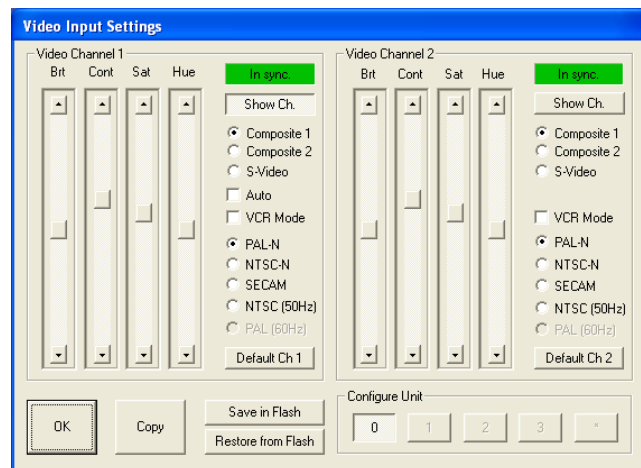 Video Input Settings
Video Channel 1
Brt Cont Sat Hue
In sync.
Show Ch.
Composite 1
Composite 2
S-Video
Auto
VCR Mode
PAL-N
NTSC-N
SECAM
NTSC (50Hz)
PAL (60Hz)
Default Ch 1
Video Channel 2
Brt Cont Sat Hue
In sync.
Show Ch.
Composite 1
Composite 2
S-Video
VCR Mode
PAL-N
NTSC-N
SECAM
NTSC (50Hz)
PAL (60Hz)
Default Ch 2
OK
Copy
Save in Flash
Restore from Flash
Configure Unit
0 1 2 3 *